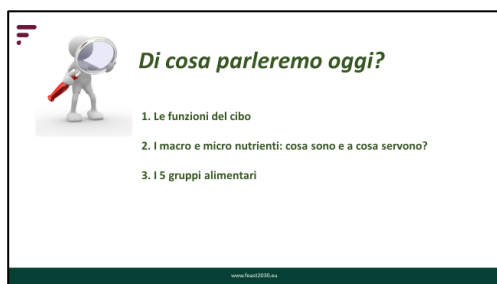 Di cosa parleremo oggi?
1. Le funzioni del cibo
2. I macro e micro nutrienti: cosa sono e a cosa servono?
3. I 5 gruppi alimentari
www.feast2030.eu